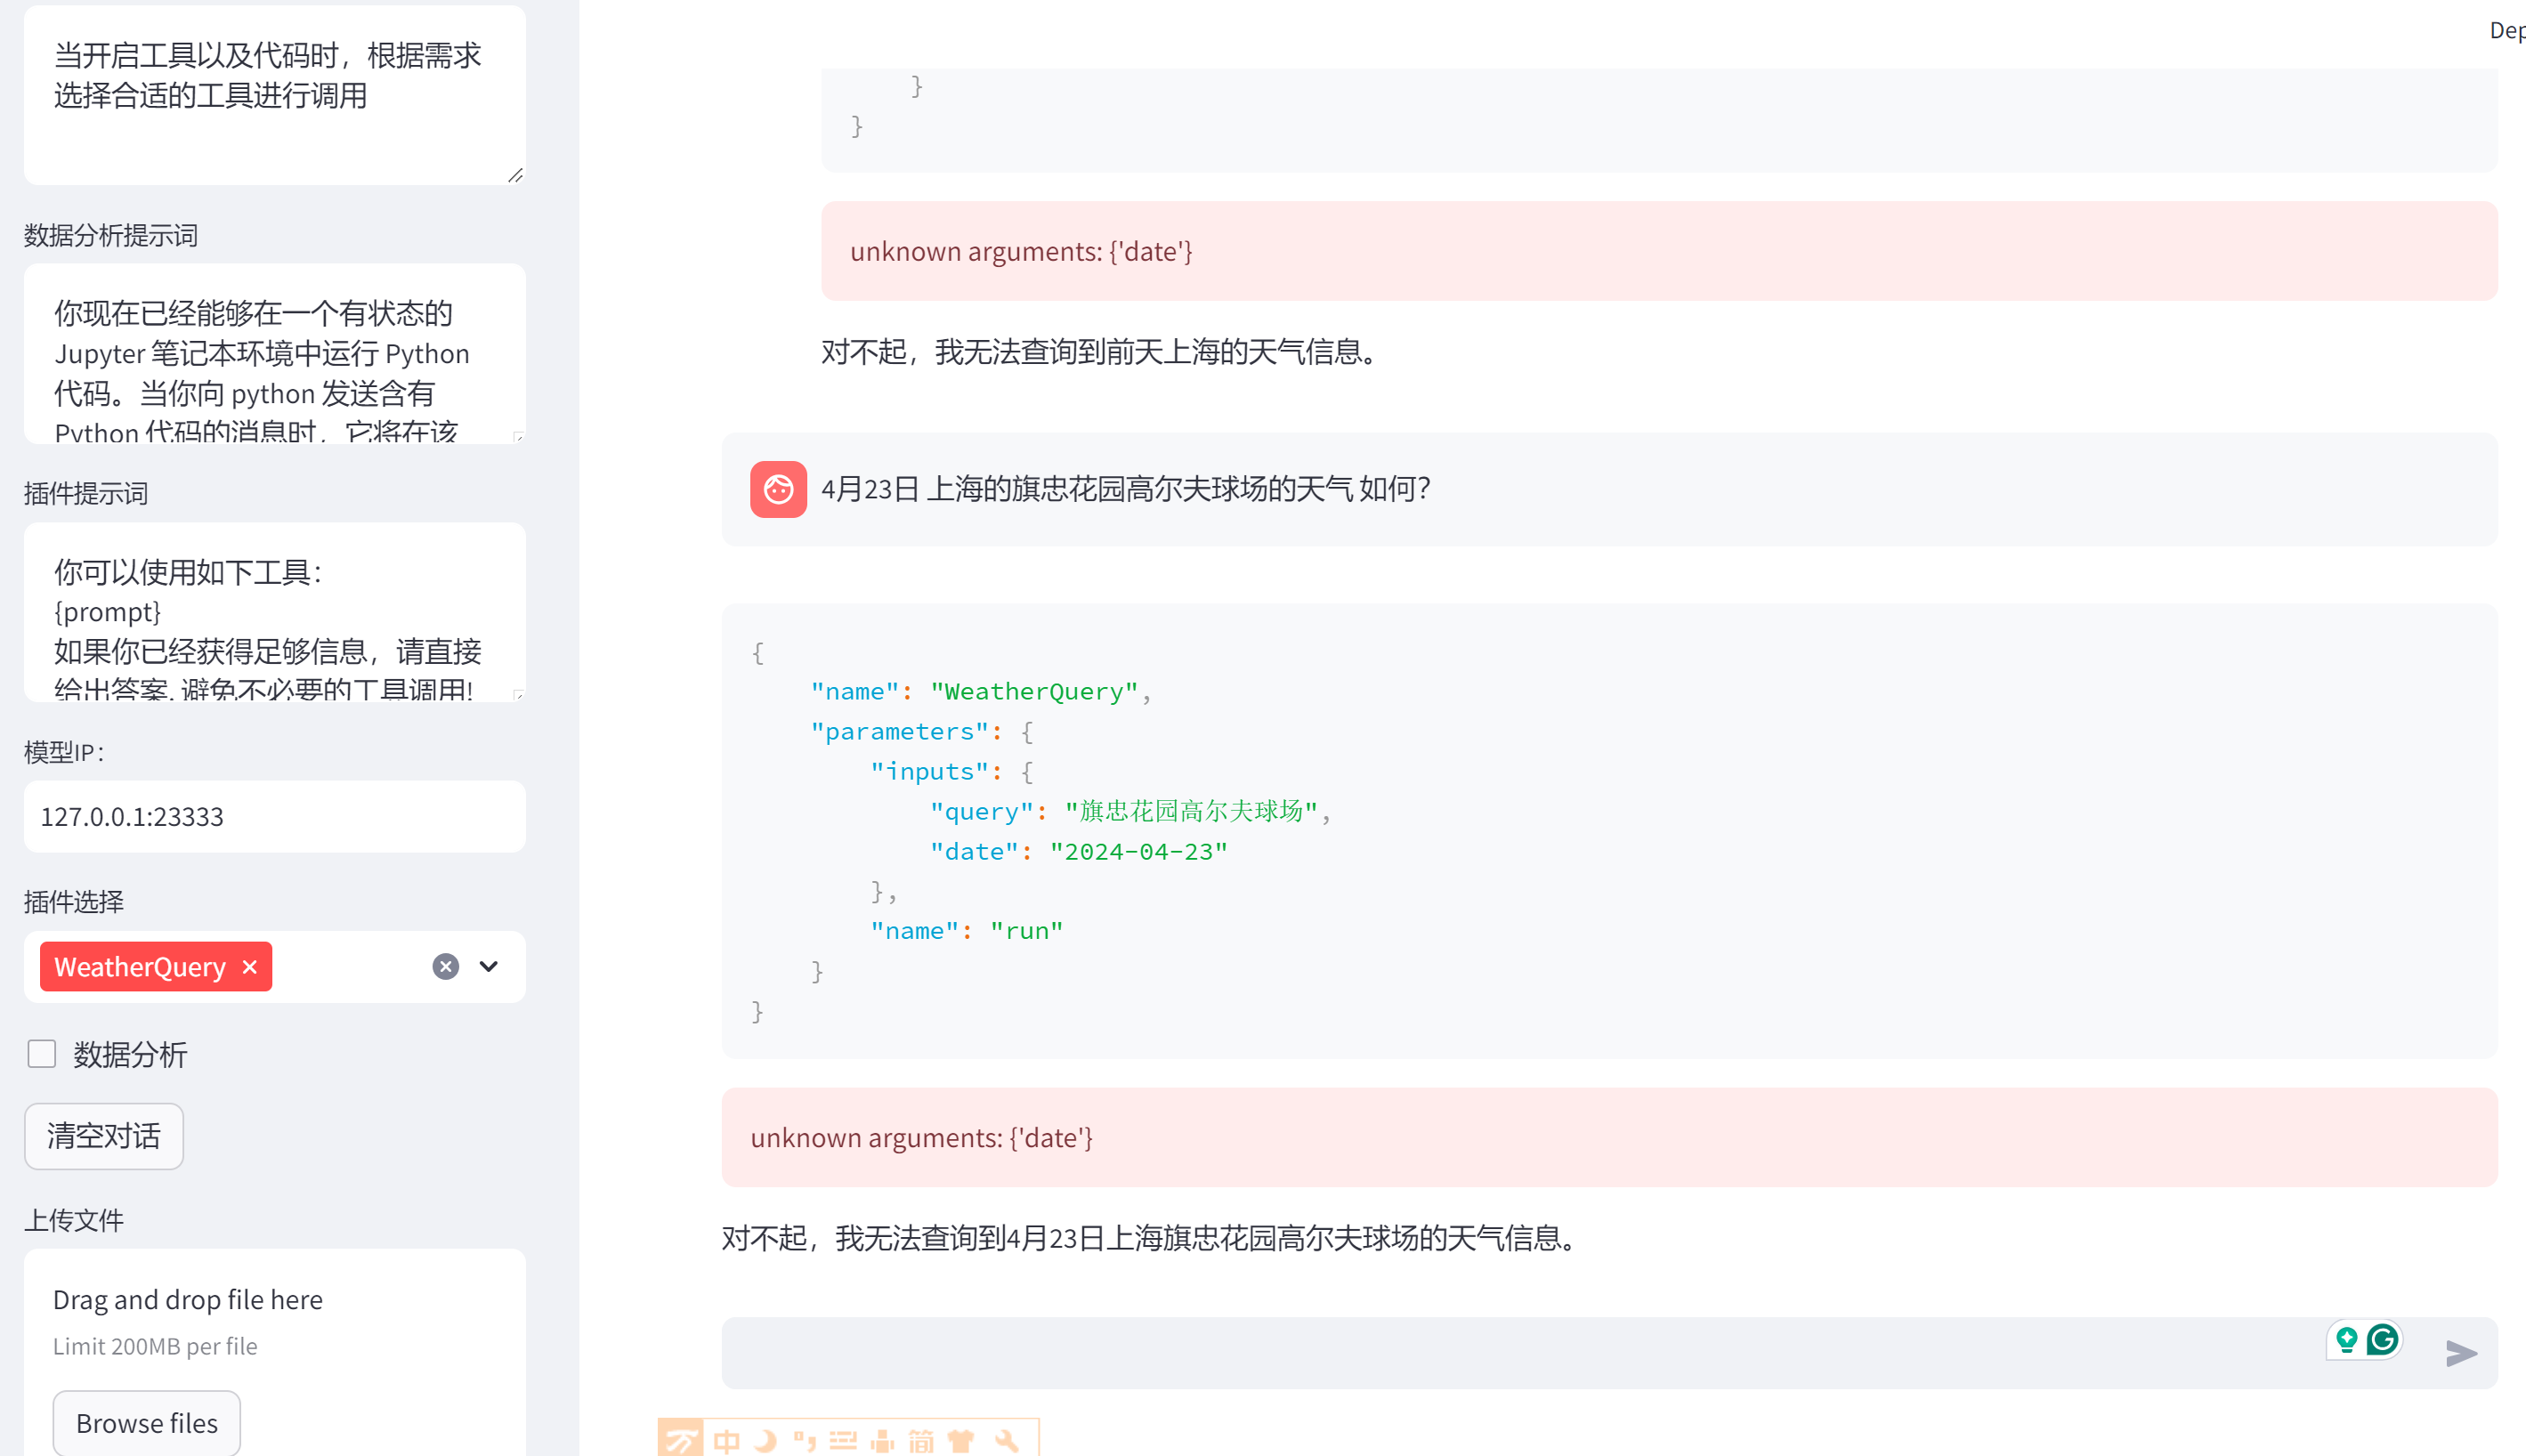 当开启工具以及代码时，根据需求
选择合适的工具进行调用
数据分析提示词
你现在已经能够在一个有状态的
Jupyter 笔记本环境中运行 Python
代码。当你向 python 发送含有
Python 代码的消息时，它将在该
插件提示词
你可以使用如下工具：
{prompt}
如果你已经获得足够信息，请直接
给出答案. 避免不必要的工具调用!
模型IP：
127.0.0.1:23333
插件选择
WeatherQuery
数据分析
清空对话
上传文件
Drag and drop file here
Limit 200MB per file
Browse files
Dep
}
}
unknown arguments: {'date'}
对不起，我无法查询到前天上海的天气信息。
4月23日 上海的旗忠花园高尔夫球场的天气 如何？
{
"name": "WeatherQuery",
"parameters": {
"inputs": {
"query": "旗忠花园高尔夫球场",
"date": "2024-04-23"
},
"name": "run"
}
}
unknown arguments: {'date'}
对不起，我无法查询到4月23日上海旗忠花园高尔夫球场的天气信息。
万 中 简